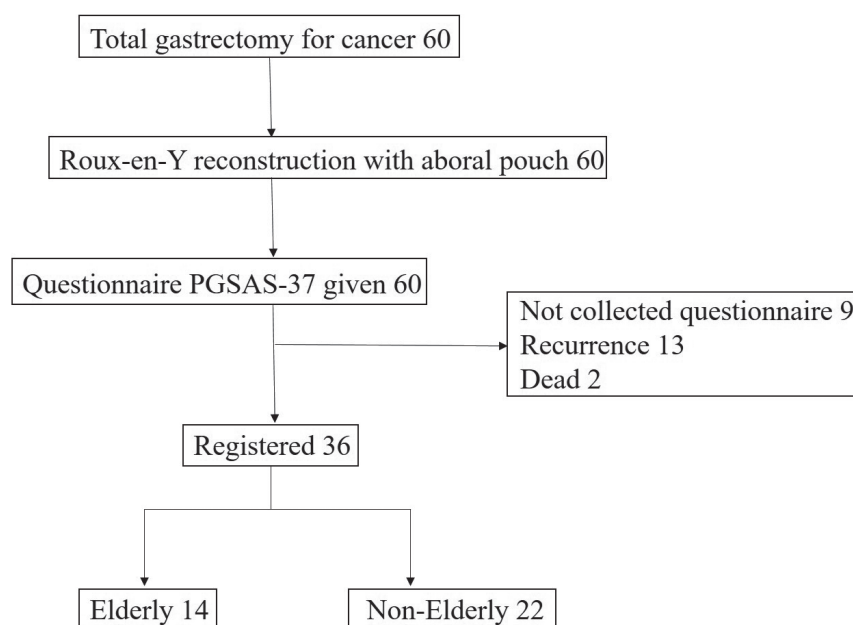 Total gastrectomy for cancer 60
Roux-en-Y reconstruction with aboral pouch 60
Questionnaire PGSAS-37 given 60
Not collected questionnaire 9
Recurrence 13
Dead 2
Registered 36
Elderly 14
Non-Elderly 22